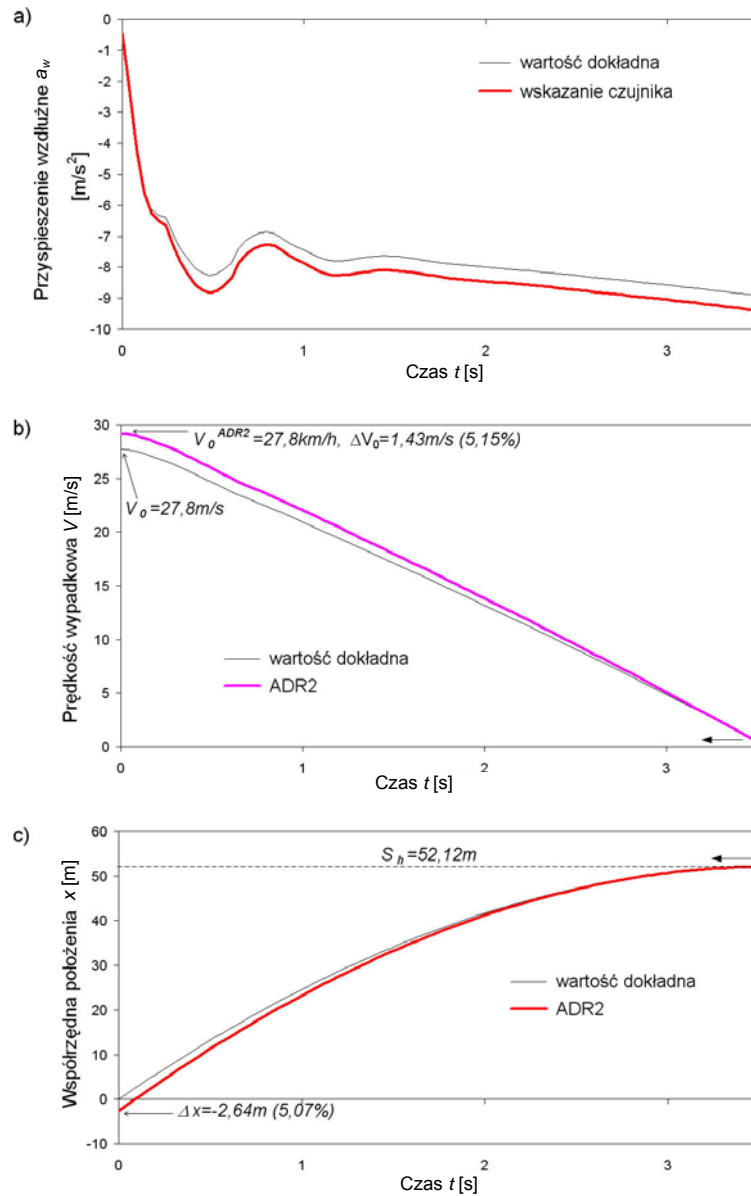 a)
0
-1
-2
-3
-4
-5
-6
-7
-8
-9
-10
Przyspieszenie wzdłużne a_w
[m/s²]
wartość dokładna
wskazanie czujnika
0
1
2
3
Czas t [s]
b)
30
25
20
15
10
5
0
Prędkość wypadkowa V [m/s]
V_0^ADR2 =27,8km/h, ΔV_0=1,43m/s (5,15%)
V_0 =27,8m/s
wartość dokładna
ADR2
0
1
2
3
Czas t [s]
c)
60
50
40
30
20
10
0
-10
Współrzędna położenia x [m]
S_h =52,12m
wartość dokładna
ADR2
Δx=-2,64m (5,07%)
0
1
2
3
Czas t [s]